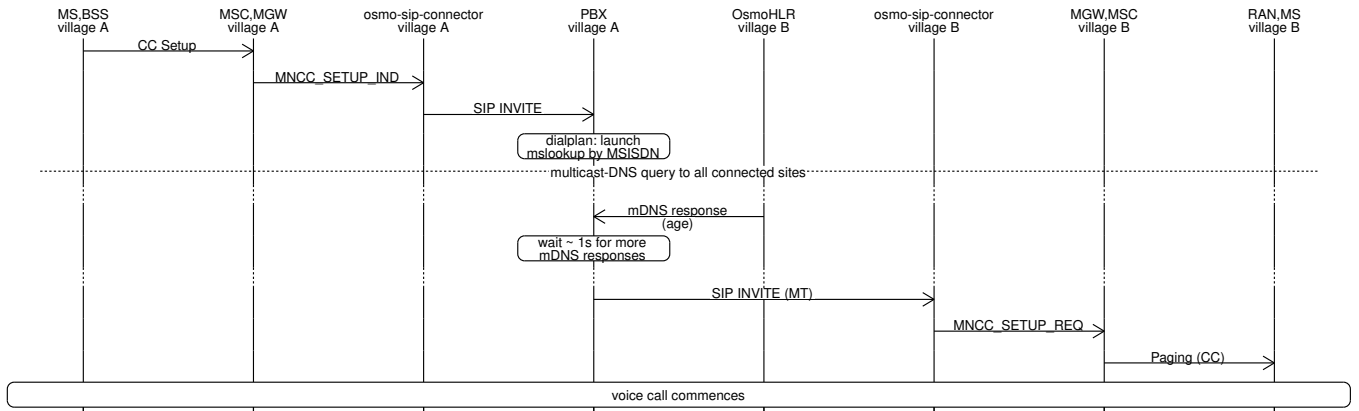 MS,BSS MSC,MGW osmo-sip-connector PBX OsmoHLR osmo-sip-connector MGW,MSC RAN,MS
village A village A village A village A village B village B village B village B
CC Setup
MNCC_SETUP_IND
SIP INVITE
dialplan: launch
mslookup by MSISDN
multicast-DNS query to all connected sites
mDNS response
(age)
wait ~ 1s for more
mDNS responses
SIP INVITE (MT)
MNCC_SETUP_REQ
Paging (CC)
voice call commences